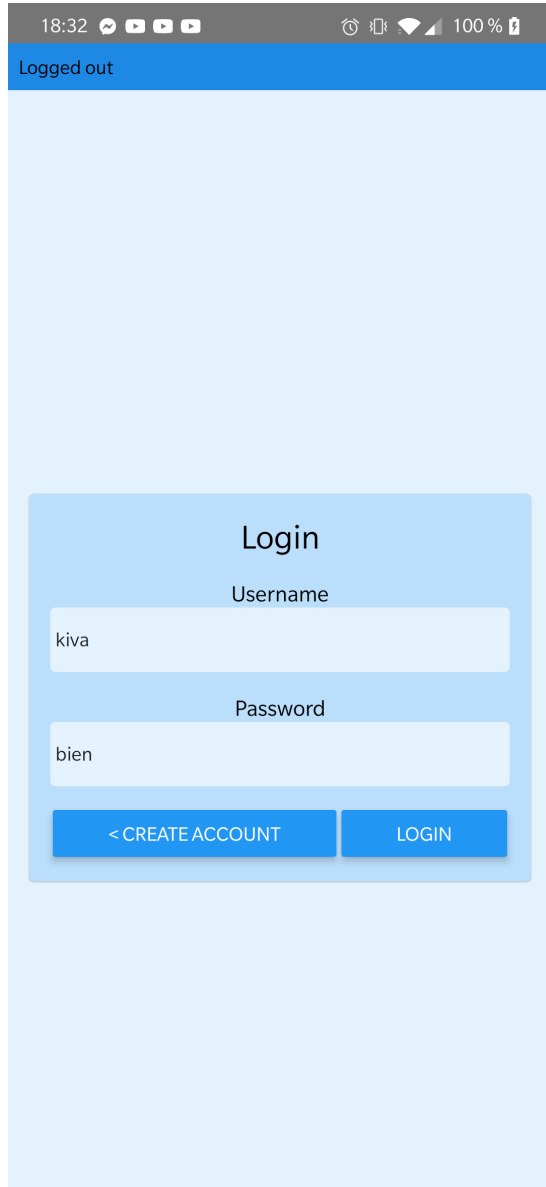 18:32 100 %
Logged out
Login
Username
kiva
Password
bien
< CREATE ACCOUNT LOGIN